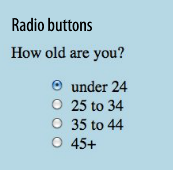 Radio buttons
How old are you?
under 24
25 to 34
35 to 44
45+